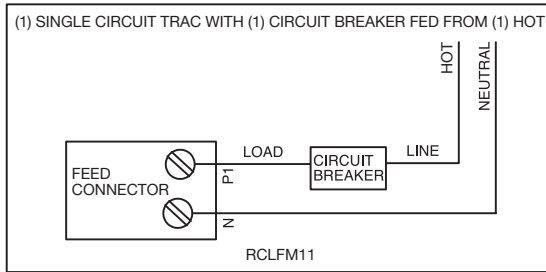 (1) SINGLE CIRCUIT TRAC WITH (1) CIRCUIT BREAKER FED FROM (1) HOT
HOT
NEUTRAL
LOAD
LINE
CIRCUIT
BREAKER
FEED
CONNECTOR
P1
N
RCLFM11